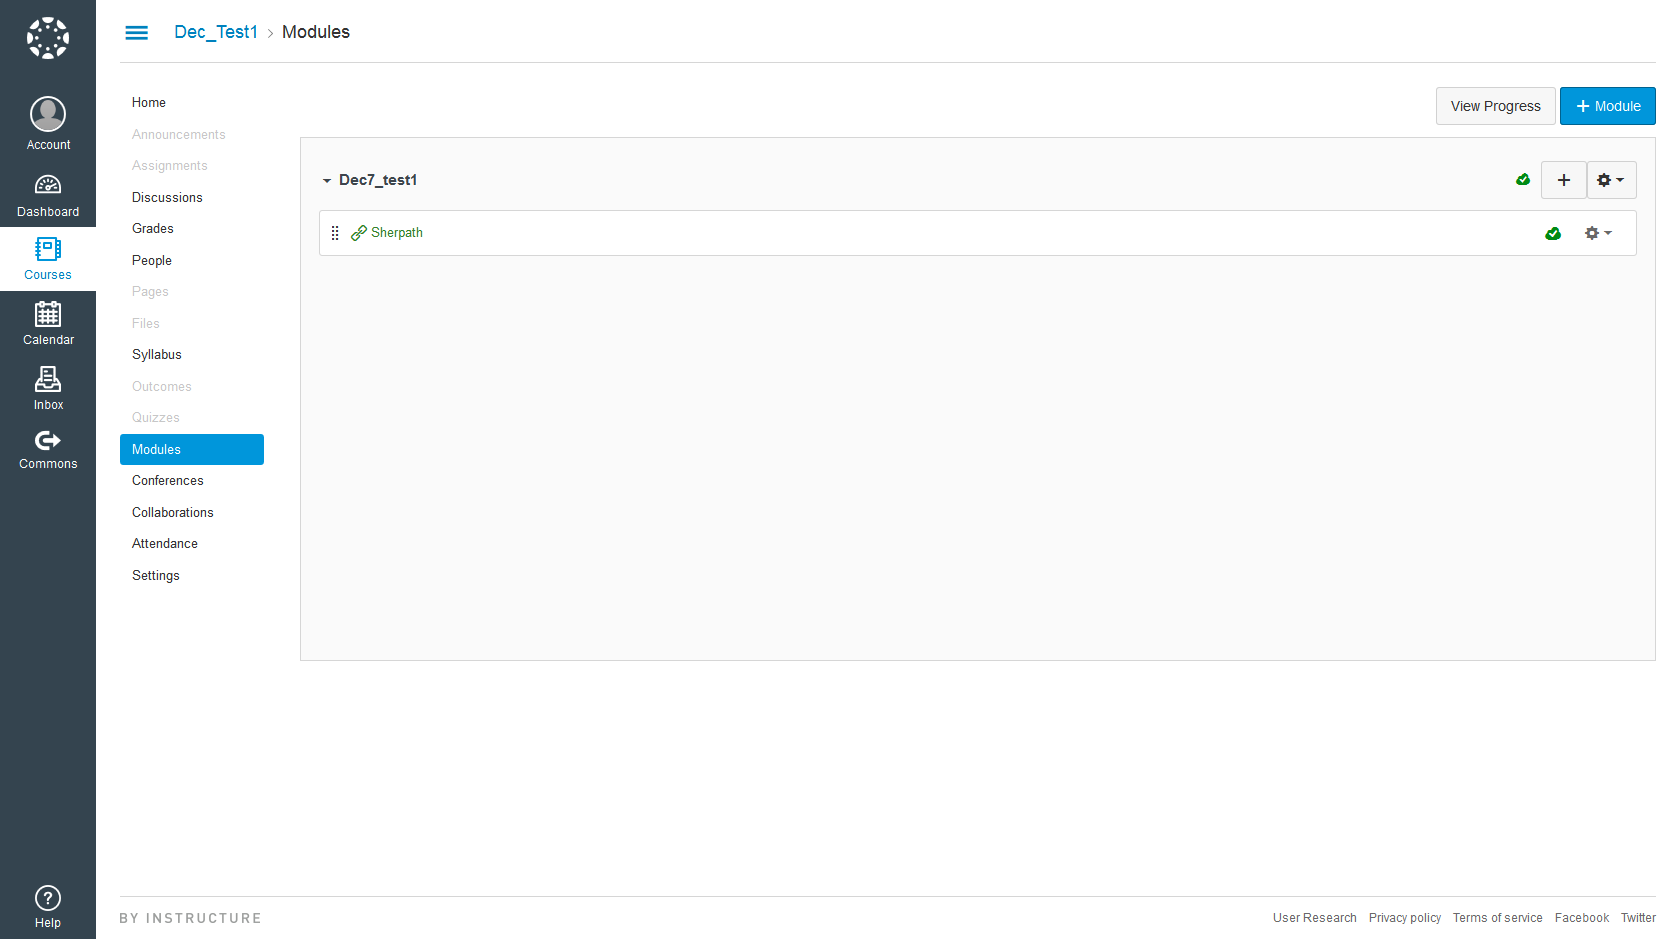 Dec_Test1 > Modules
Account
Dashboard
Courses
Calendar
Inbox
Commons
Help
Home
Announcements
Assignments
Discussions
Grades
People
Pages
Files
Syllabus
Outcomes
Quizzes
Modules
Conferences
Collaborations
Attendance
Settings
View Progress + Module
Dec7_test1
Sherpath
BY INSTRUCTURE
User Research Privacy policy Terms of service Facebook Twitter